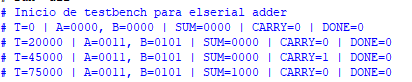 # Inicio de testbench para elserial adder
# T=0 | A=0000, B=0000 | SUM=0000 | CARRY=0 | DONE=0
# T=20000 | A=0011, B=0101 | SUM=0000 | CARRY=0 | DONE=0
# T=45000 | A=0011, B=0101 | SUM=0000 | CARRY=1 | DONE=0
# T=75000 | A=0011, B=0101 | SUM=1000 | CARRY=0 | DONE=0